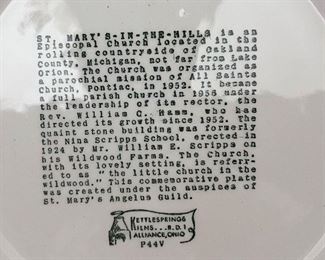 ST. MARY'S-IN-THE-HILLS is an
Episcopal Church located in the
rolling countryside of Oakland
County, Michigan, not far from Lake
Orion. The Church was organized as
a parochial mission of All Saints
Church, Pontiac, in 1952. It became
a full parish church in 1958 under
the leadership of its rector, the
Rev. William C. Hamm, who has
directed its growth since 1952. The
quaint stone building was formerly
the Nina Scripps School, erected in
1924 by Mr. William E. Scripps on
his Wildwood Farms. The Church,
with its lovely setting, is referr-
ed to as " the little church in the
wildwood." This commemorative plate
was created under the auspices of
St. Mary's Angelus Guild.
KETTLESPRINGS
KILNS...R.D.1
ALLIANCE, OHIO
P44V